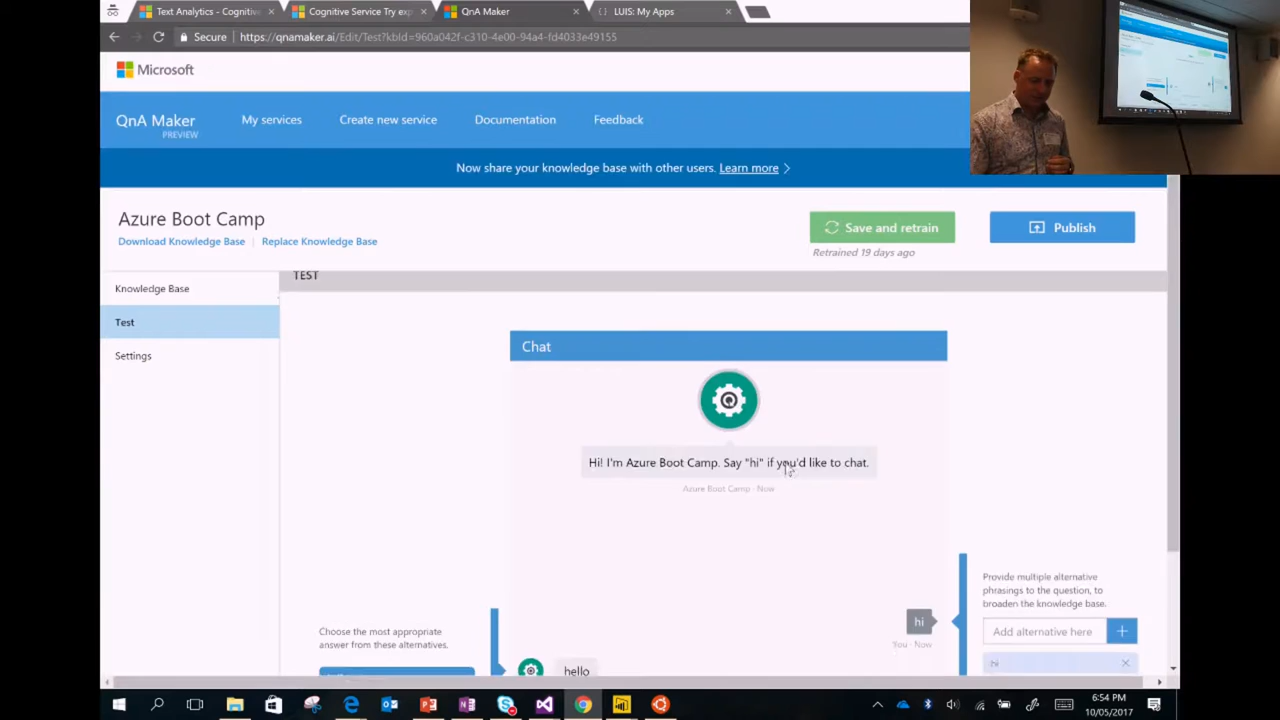 Text Analytics - Cognitive
Cognitive Service Try exp
QnA Maker
LUIS: My Apps
Secure
https://qnamaker.ai/Edit/Test?kbId=960a042f-c310-4e00-94a4-fd4033e49155
Microsoft
QnA Maker
PREVIEW
My services
Create new service
Documentation
Feedback
Now share your knowledge base with other users. Learn more >
Azure Boot Camp
Download Knowledge Base | Replace Knowledge Base
Save and retrain
Publish
Retrained 19 days ago
TEST
Knowledge Base
Test
Settings
Chat
Hi! I'm Azure Boot Camp. Say "hi" if you'd like to chat.
Azure Boot Camp - Now
Provide multiple alternative
phrasings to the question, to
broaden the knowledge base.
hi
Add alternative here
You - Now
Choose the most appropriate
answer from these alternatives.
hi
hello
6:54 PM
10/05/2017